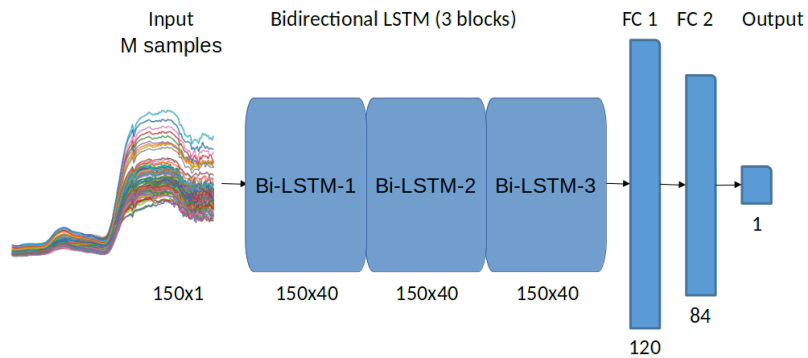 Input
M samples
Bidirectional LSTM (3 blocks)
FC 1
FC 2
Output
Bi-LSTM-1
Bi-LSTM-2
Bi-LSTM-3
1
150x1
150x40
150x40
150x40
84
120